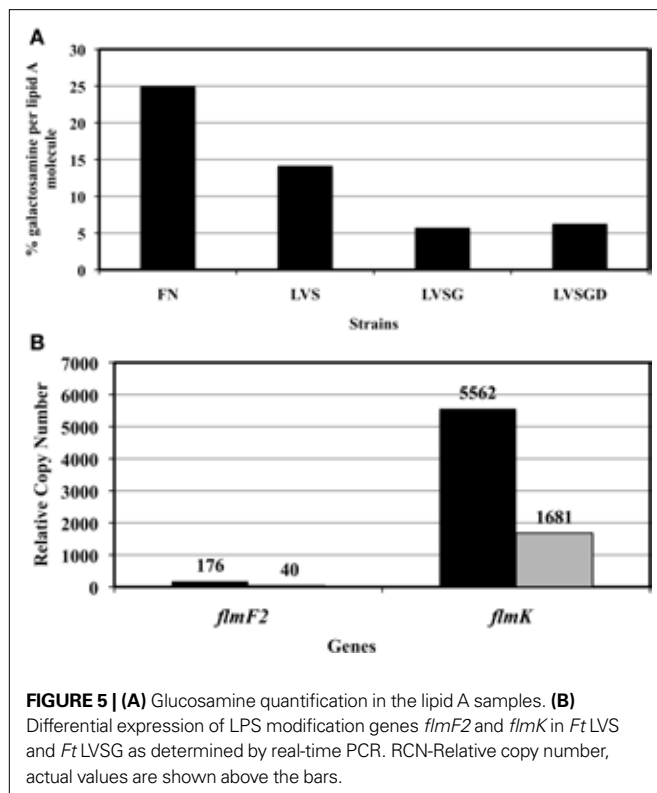 A
% galactosamine per lipid A
molecule
30
25
20
15
10
5
0
FN LVS LVSG LVSGD
Strains
B
Relative Copy Number
7000
6000
5000
4000
3000
2000
1000
0
176 40 5562 1681
flmF2 flmK
Genes
FIGURE 5 | (A) Glucosamine quantification in the lipid A samples. (B)
Differential expression of LPS modification genes flmF2 and flmK in Ft LVS
and Ft LVSG as determined by real-time PCR. RCN-Relative copy number,
actual values are shown above the bars.